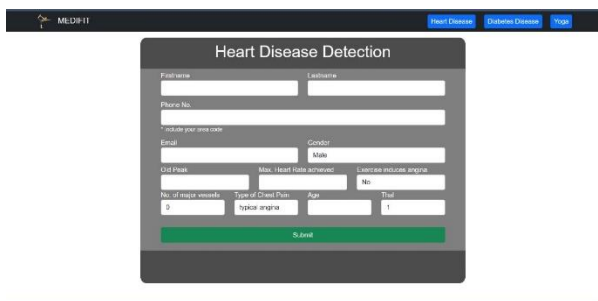 MEDIFIT Heart Disease Diabetes Disease Yoga
Heart Disease Detection
Firstname Lastname
Phone No.
* Include your area code
Email Gender
Male
Old Peak Max. Heart Rate achieved Exercise induces angina
No
No. of major vessels Type of Chest Pain Age Thal
0 typical angina 1
Submit